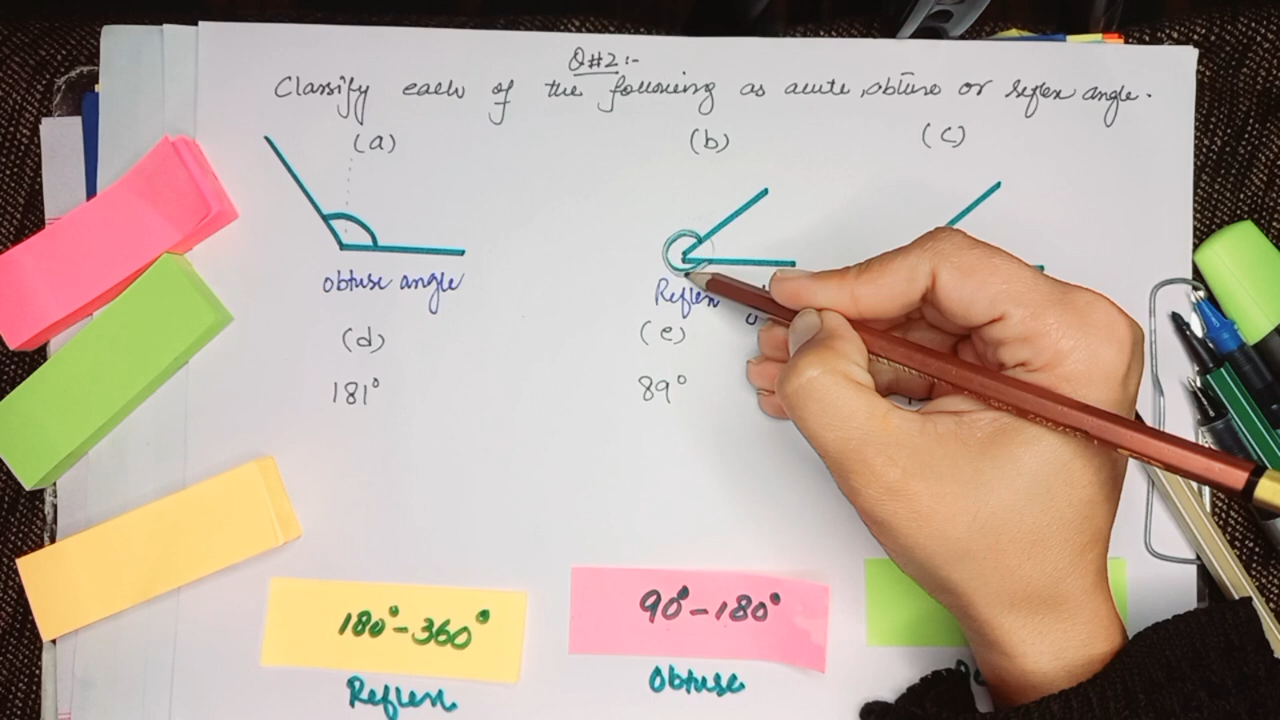 Q#2:-
Classify each of the following as acute, obtuse or reflex angle.
(a) (b) (c)
obtuse angle
Reflex
(d) (e)
181° 89°
180°-360°
90°-180°
Reflex
Obtuse